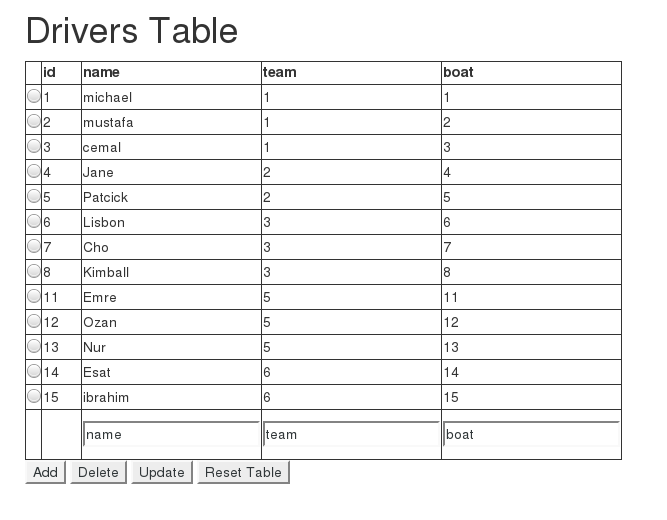 Drivers Table
id name team boat
1 michael 1 1
2 mustafa 1 2
3 cemal 1 3
4 Jane 2 4
5 Patcick 2 5
6 Lisbon 3 6
7 Cho 3 7
8 Kimball 3 8
11 Emre 5 11
12 Ozan 5 12
13 Nur 5 13
14 Esat 6 14
15 ibrahim 6 15
name team boat
Add Delete Update Reset Table